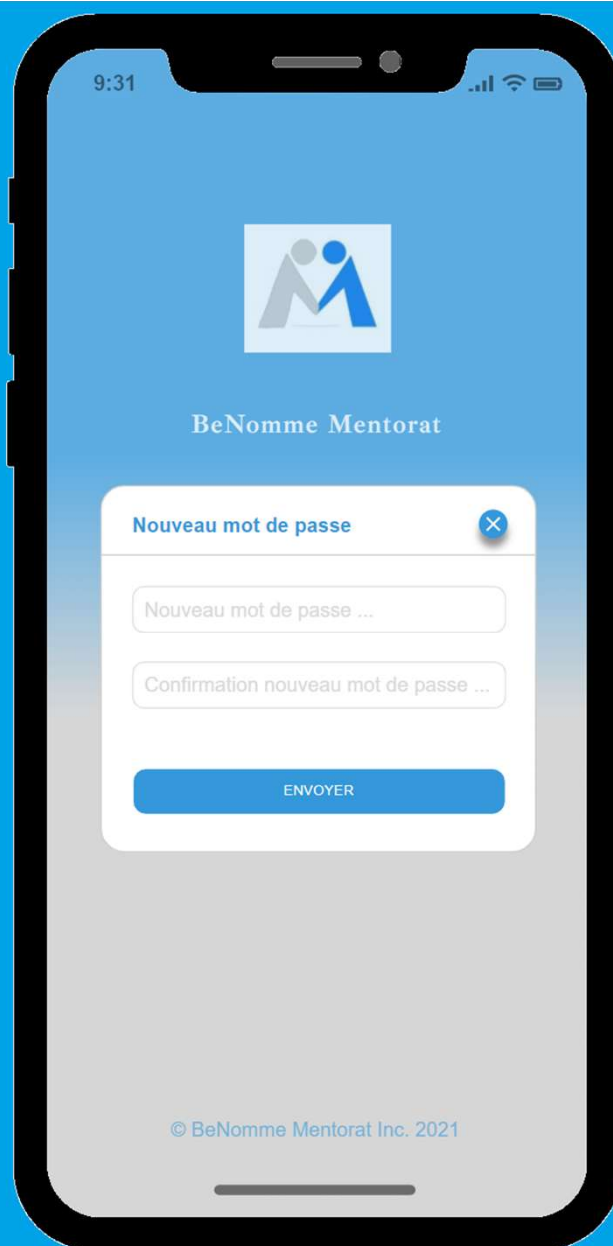 9:31
BeNomme Mentorat
Nouveau mot de passe
Nouveau mot de passe ...
Confirmation nouveau mot de passe ...
ENVOYER
© BeNomme Mentorat Inc. 2021